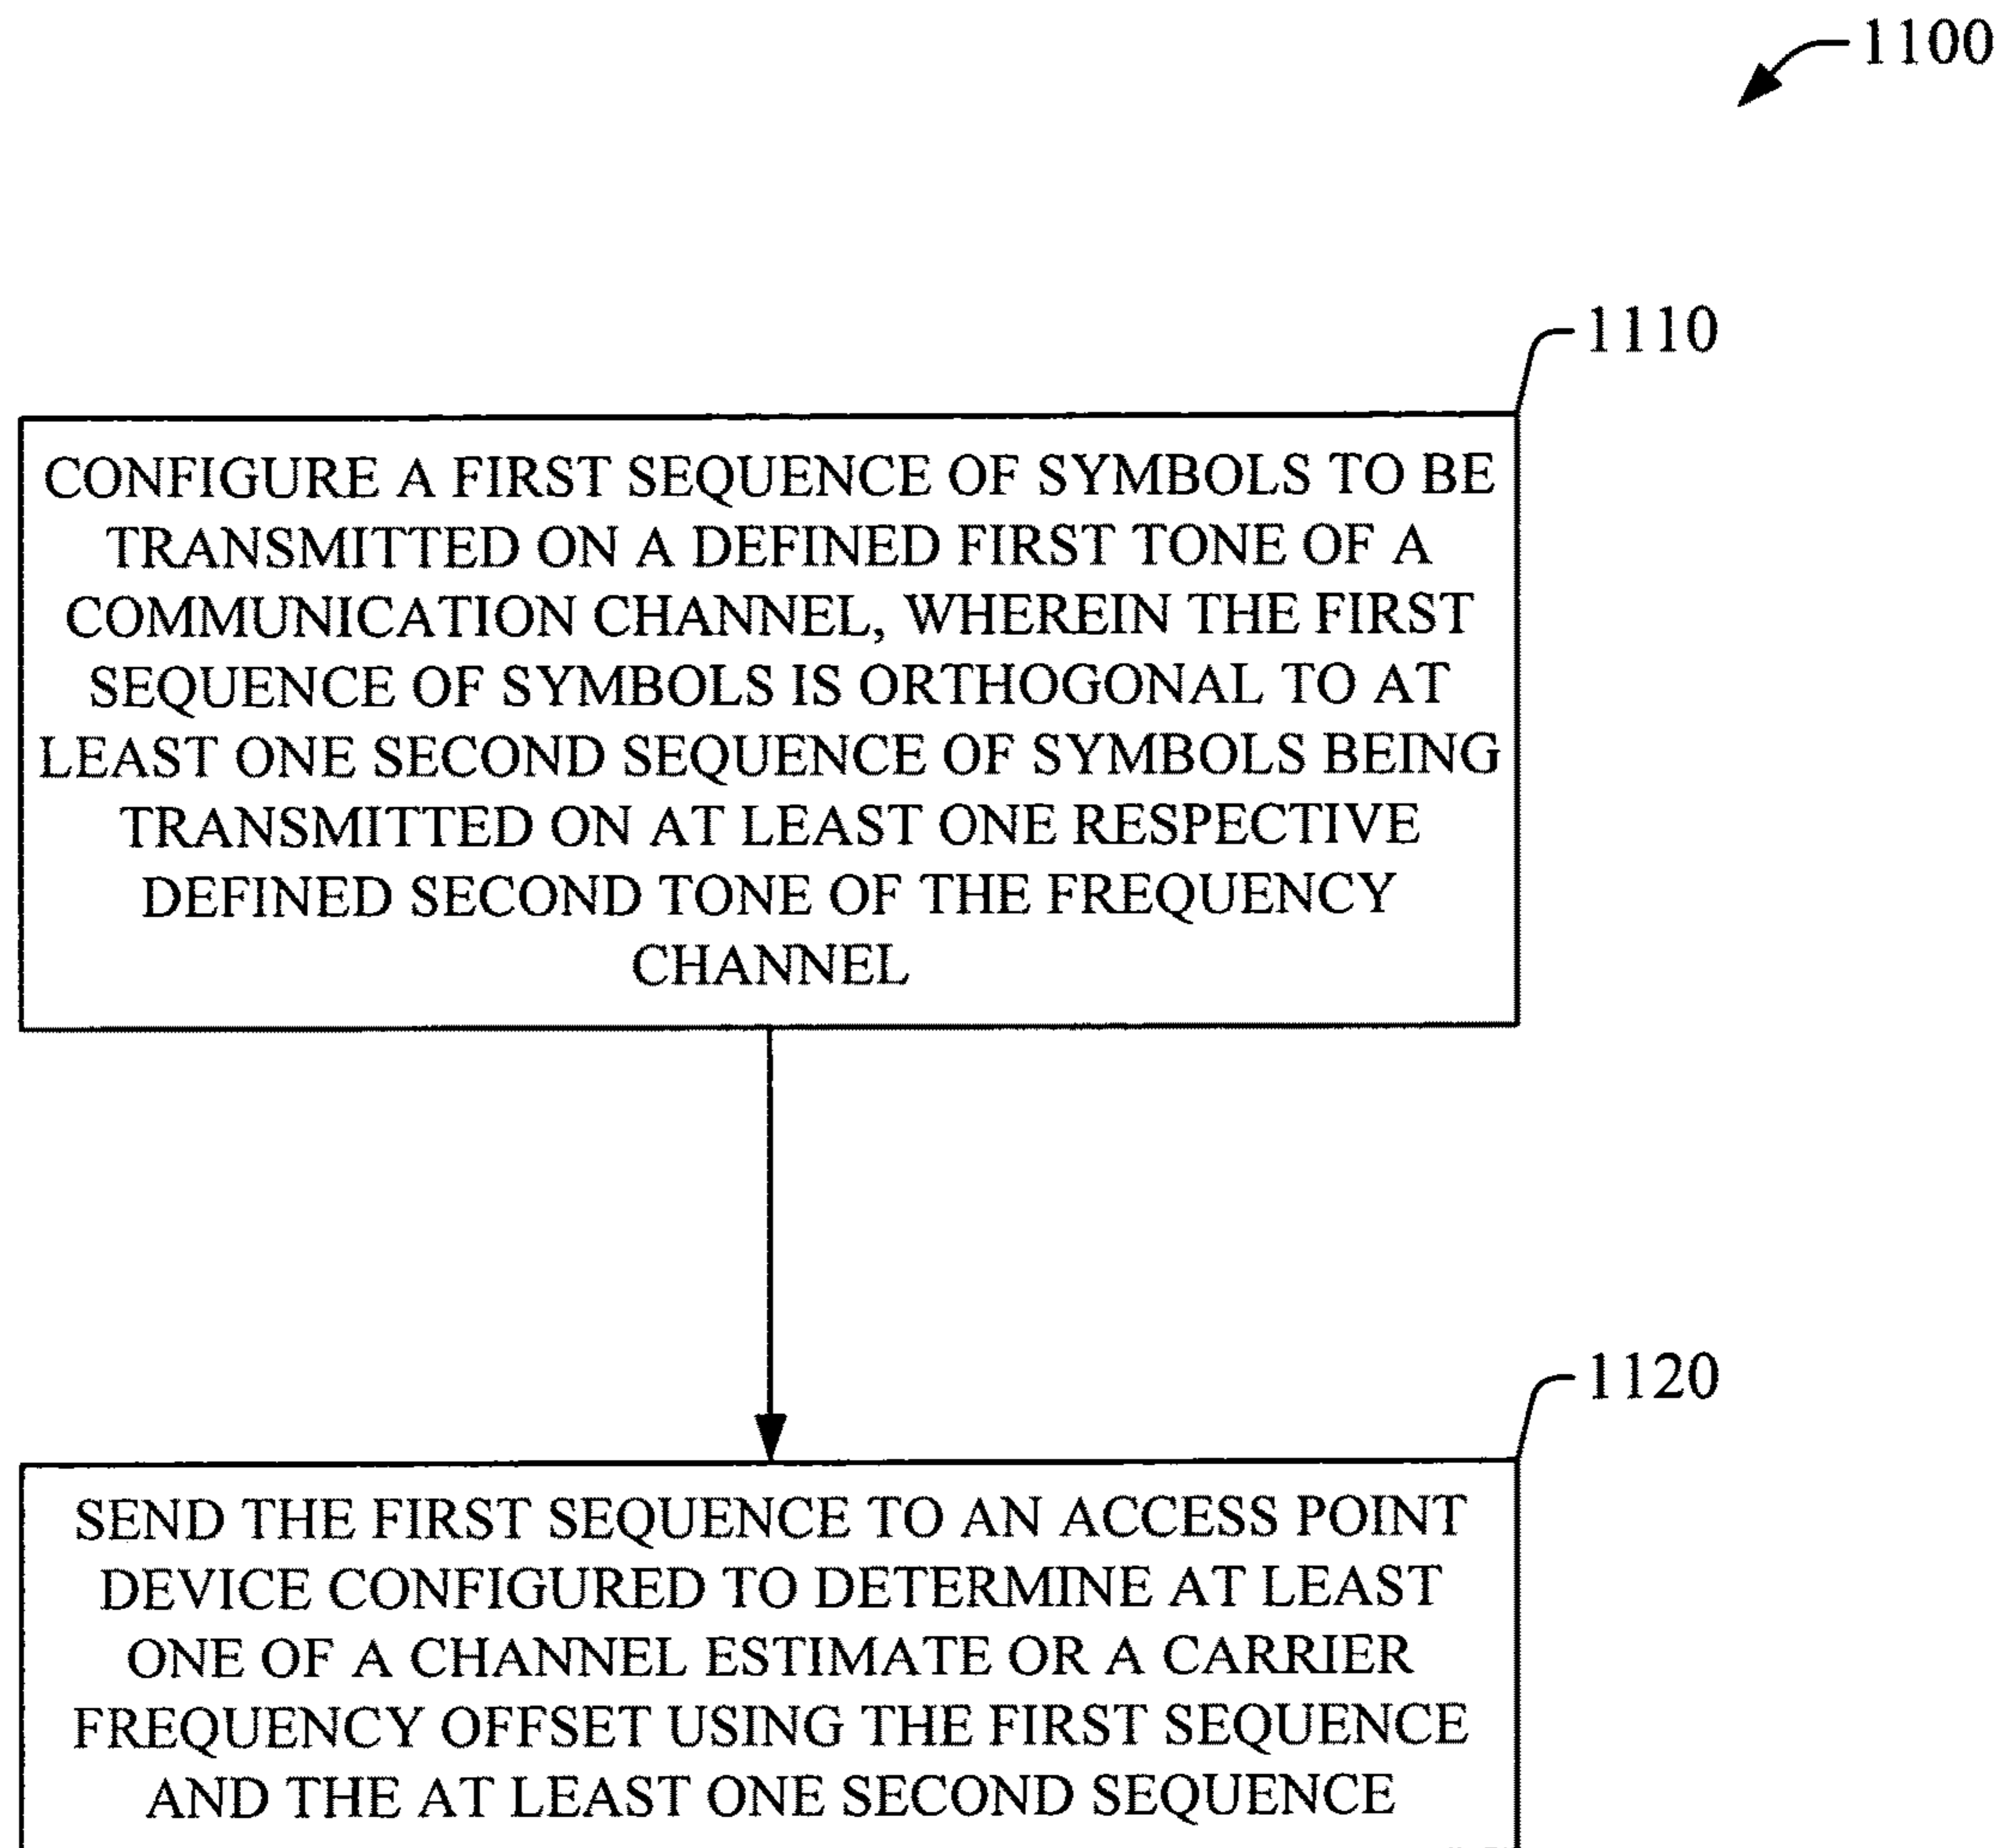 1100
1110
CONFIGURE A FIRST SEQUENCE OF SYMBOLS TO BE
TRANSMITTED ON A DEFINED FIRST TONE OF A
COMMUNICATION CHANNEL, WHEREIN THE FIRST
SEQUENCE OF SYMBOLS IS ORTHOGONAL TO AT
LEAST ONE SECOND SEQUENCE OF SYMBOLS BEING
TRANSMITTED ON AT LEAST ONE RESPECTIVE
DEFINED SECOND TONE OF THE FREQUENCY
CHANNEL
1120
SEND THE FIRST SEQUENCE TO AN ACCESS POINT
DEVICE CONFIGURED TO DETERMINE AT LEAST
ONE OF A CHANNEL ESTIMATE OR A CARRIER
FREQUENCY OFFSET USING THE FIRST SEQUENCE
AND THE AT LEAST ONE SECOND SEQUENCE